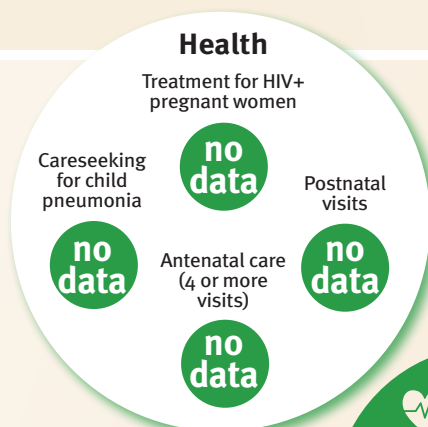 Health
Treatment for HIV+
pregnant women
no
data
Careseeking
for child
pneumonia
no
data
Postnatal
visits
no
data
Antenatal care
(4 or more
visits)
no
data